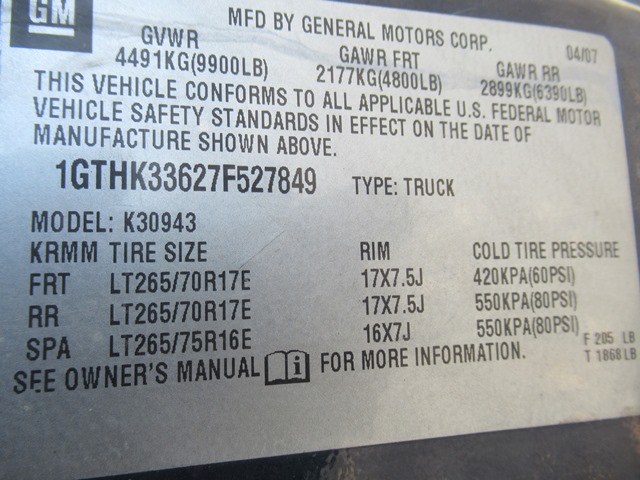 GM
MFD BY GENERAL MOTORS CORP. 04/07
GVWR GAWR FRT GAWR RR
4491KG(9900LB) 2177KG(4800LB) 2899KG(6390LB)
THIS VEHICLE CONFORMS TO ALL APPLICABLE U.S. FEDERAL MOTOR
VEHICLE SAFETY STANDARDS IN EFFECT ON THE DATE OF
MANUFACTURE SHOWN ABOVE.
1GTHK33627F527849 TYPE: TRUCK
MODEL: K30943
KRMM TIRE SIZE RIM COLD TIRE PRESSURE
FRT LT265/70R17E 17X7.5J 420KPA(60PSI)
RR LT265/70R17E 17X7.5J 550KPA(80PSI)
SPA LT265/75R16E 16X7J 550KPA(80PSI)
F 205 LB
T 1868 LB
SEE OWNER'S MANUAL i FOR MORE INFORMATION.